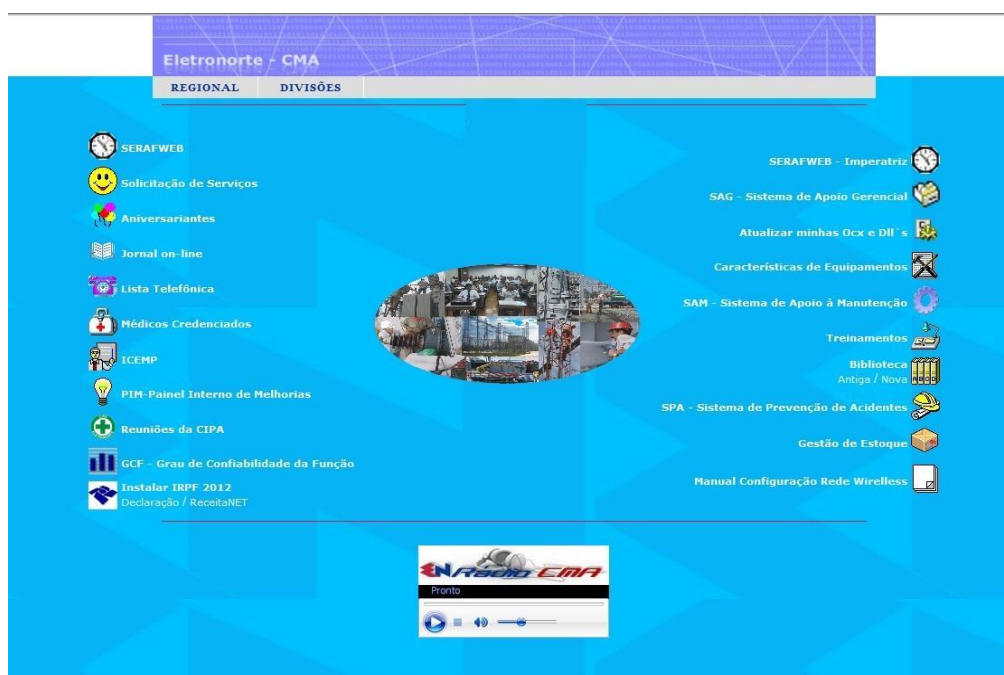 Eletronorte - CMA
REGIONAL DIVISÕES
SERAFWEB
Solicitação de Serviços
Aniversariantes
Jornal on-line
Lista Telefônica
Médicos Credenciados
ICEMP
PIM-Painel Interno de Melhorias
Reuniões da CIPA
GCF - Grau de Confiabilidade da Função
Instalar IRPF 2012
Declaração / ReceitaNET
SERAFWEB - Imperatriz
SAG - Sistema de Apoio Gerencial
Atualizar minhas Ocx e Dll`s
Características de Equipamentos
SAM - Sistema de Apoio à Manutenção
Treinamentos
Biblioteca
Antiga / Nova
SPA - Sistema de Prevenção de Acidentes
Gestão de Estoque
Manual Configuração Rede Wirelless
EN Radio CMA
Pronto